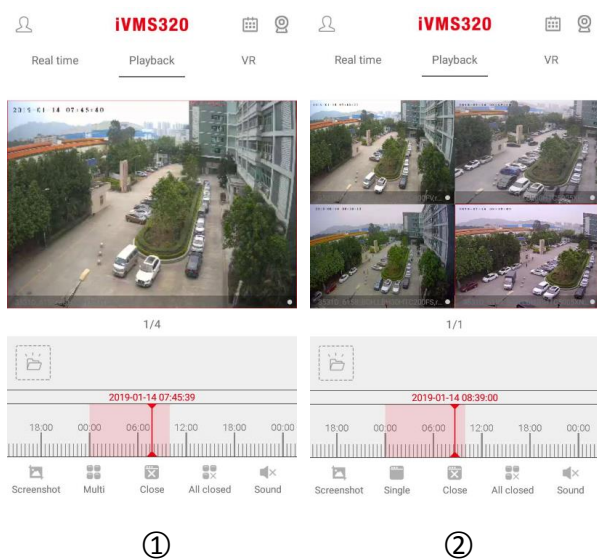 iVMS320
Real time Playback VR
2019-01-14 07:45:40
1/4
2019-01-14 07:45:39
18:00 00:00 06:00 12:00 18:00 00:00
Screenshot Multi Close All closed Sound
①
iVMS320
Real time Playback VR
1/1
2019-01-14 08:39:00
18:00 00:00 06:00 12:00 18:00 00:00
Screenshot Single Close All closed Sound
②